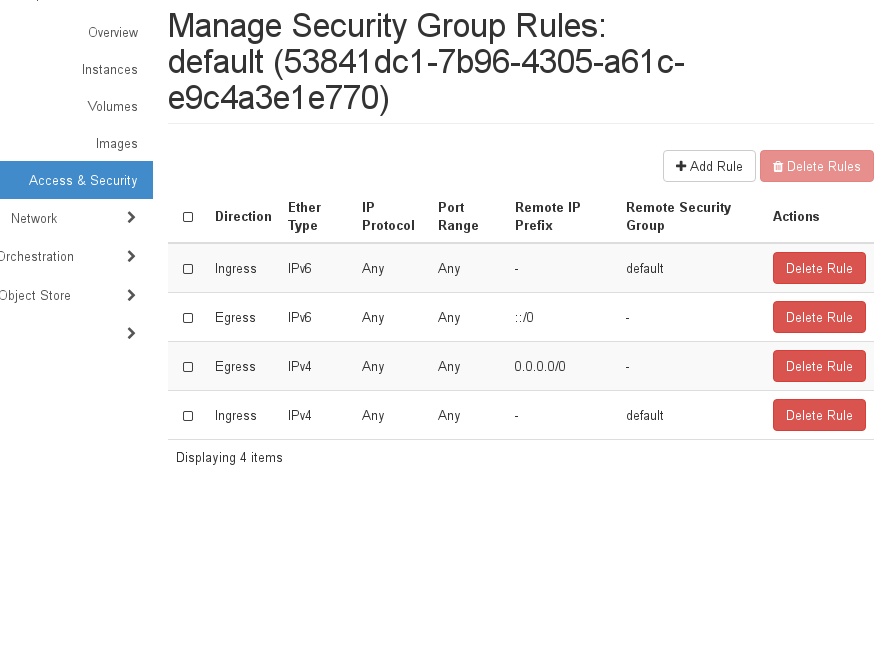 Overview
Instances
Volumes
Images
Access & Security
Network
Orchestration
Object Store
Manage Security Group Rules:
default (53841dc1-7b96-4305-a61c-
e9c4a3e1e770)
Add Rule
Delete Rules
Direction Ether Type IP Protocol Port Range Remote IP Prefix Remote Security Group Actions
Ingress IPv6 Any Any - default Delete Rule
Egress IPv6 Any Any ::/0 - Delete Rule
Egress IPv4 Any Any 0.0.0.0/0 - Delete Rule
Ingress IPv4 Any Any - default Delete Rule
Displaying 4 items